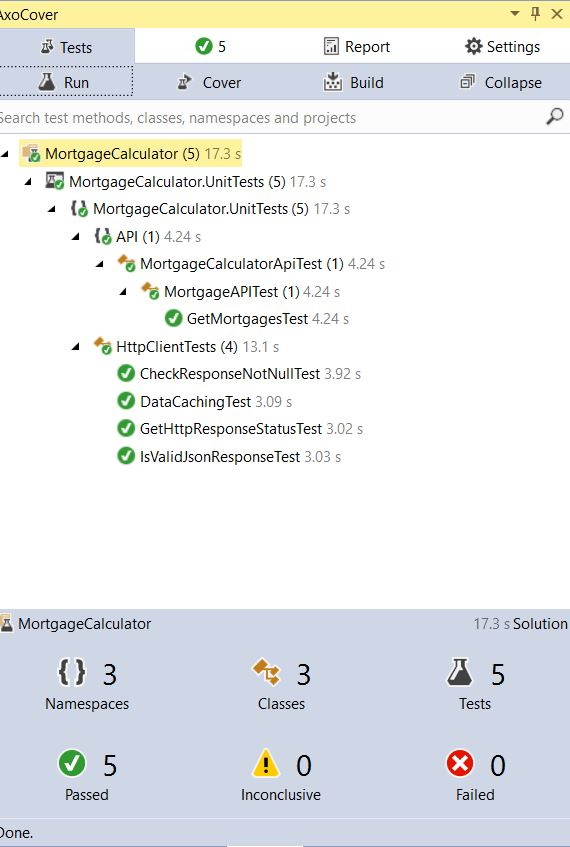 AxoCover
Tests 5 Report Settings
Run Cover Build Collapse
Search test methods, classes, namespaces and projects
MortgageCalculator (5) 17.3 s
MortgageCalculator.UnitTests (5) 17.3 s
MortgageCalculator.UnitTests (5) 17.3 s
API (1) 4.24 s
MortgageCalculatorApiTest (1) 4.24 s
MortgageAPITest (1) 4.24 s
GetMortgagesTest 4.24 s
HttpClientTests (4) 13.1 s
CheckResponseNotNullTest 3.92 s
DataCachingTest 3.09 s
GetHttpResponseStatusTest 3.02 s
IsValidJsonResponseTest 3.03 s
MortgageCalculator 17.3 s Solution
{ } 3 3 5
Namespaces Classes Tests
5 0 0
Passed Inconclusive Failed
Done.